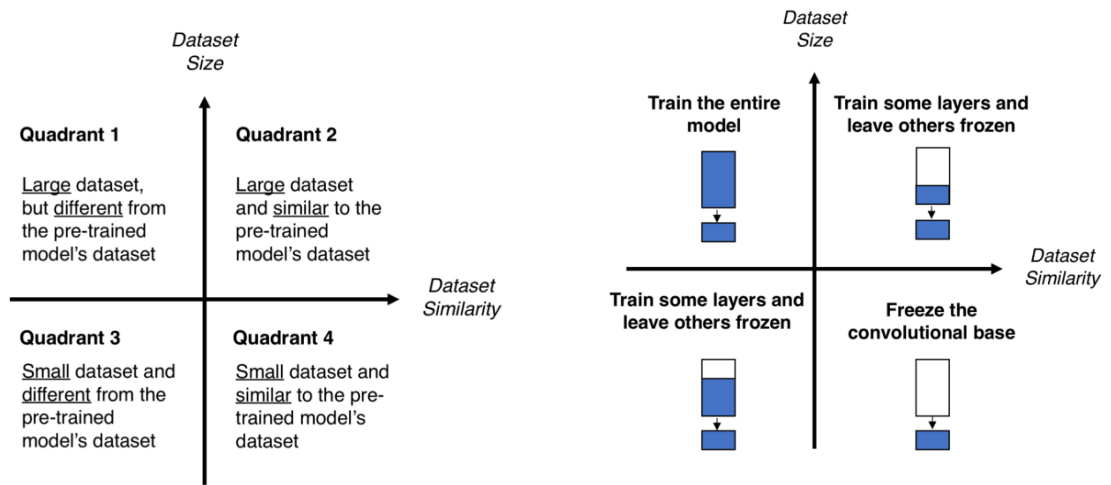 Dataset
Size
Quadrant 1
Large dataset,
but different from
the pre-trained
model's dataset
Quadrant 2
Large dataset
and similar to the
pre-trained
model's dataset
Dataset
Similarity
Quadrant 3
Small dataset and
different from the
pre-trained
model's dataset
Quadrant 4
Small dataset and
similar to the pre-
trained model's
dataset
Dataset
Size
Train the entire
model
Train some layers and
leave others frozen
Dataset
Similarity
Train some layers and
leave others frozen
Freeze the
convolutional base